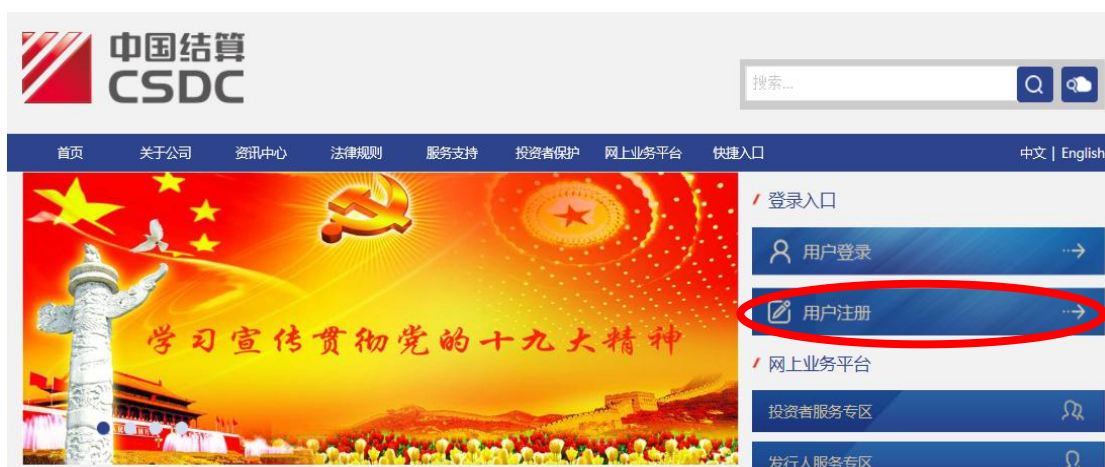 中国结算
CSDC
搜索...
首页 关于公司 资讯中心 法律规则 服务支持 投资者保护 网上业务平台 快捷入口 中文 | English
学习宣传贯彻党的十九大精神
登录入口
用户登录
用户注册
网上业务平台
投资者服务专区
发行人服务专区